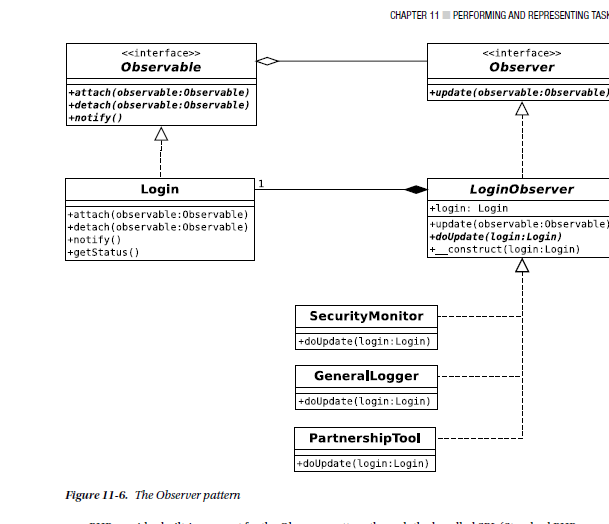 CHAPTER 11 ■ PERFORMING AND REPRESENTING TASK
<<interface>>
Observable
+attach(observable:Observable)
+detach(observable:Observable)
+notify()
<<interface>>
Observer
+update(observable:Observable)
Login
+attach(observable:Observable)
+detach(observable:Observable)
+notify()
+getStatus()
1
LoginObserver
+login: Login
+update(observable:Observable)
+doUpdate(login:Login)
+__construct(login:Login)
SecurityMonitor
+doUpdate(login:Login)
GeneralLogger
+doUpdate(login:Login)
PartnershipTool
+doUpdate(login:Login)
Figure 11-6. The Observer pattern